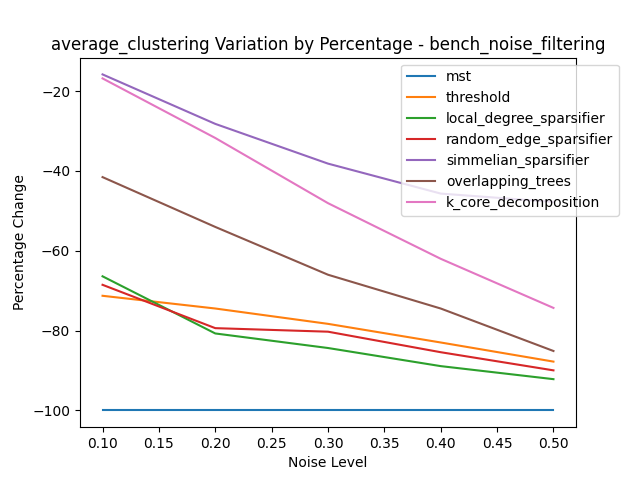 average_clustering Variation by Percentage - bench_noise_filtering
mst
threshold
local_degree_sparsifier
random_edge_sparsifier
simmelian_sparsifier
overlapping_trees
k_core_decomposition
Percentage Change
−20
−40
−60
−80
−100
0.10 0.15 0.20 0.25 0.30 0.35 0.40 0.45 0.50
Noise Level